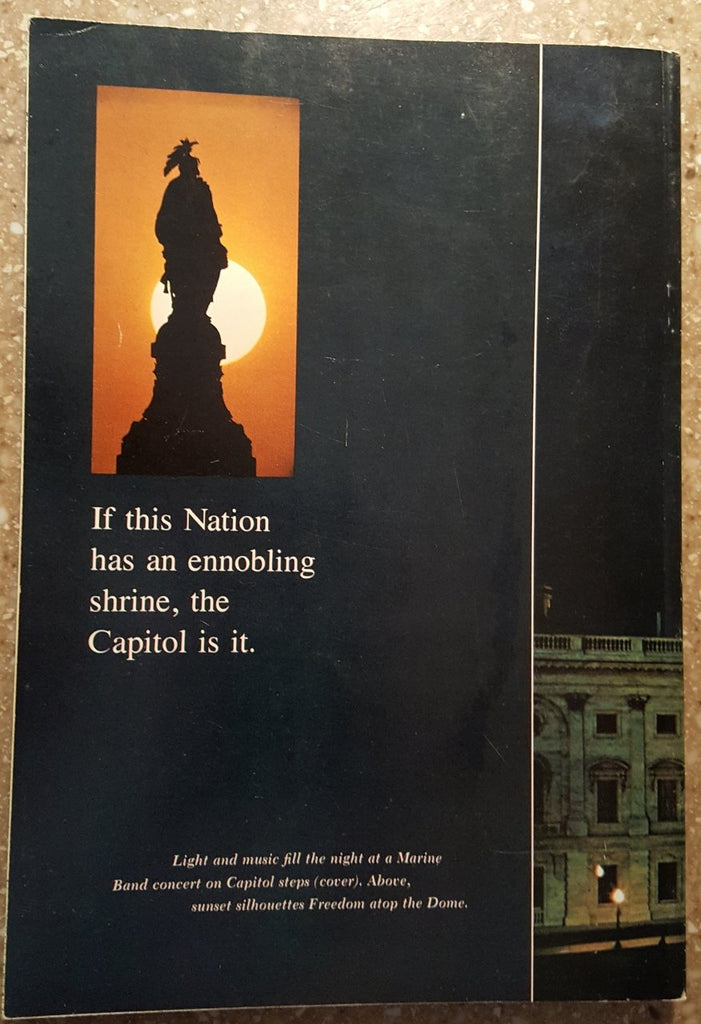 If this Nation
has an ennobling
shrine, the
Capitol is it.
Light and music fill the night at a Marine
Band concert on Capitol steps (cover). Above,
sunset silhouettes Freedom atop the Dome.